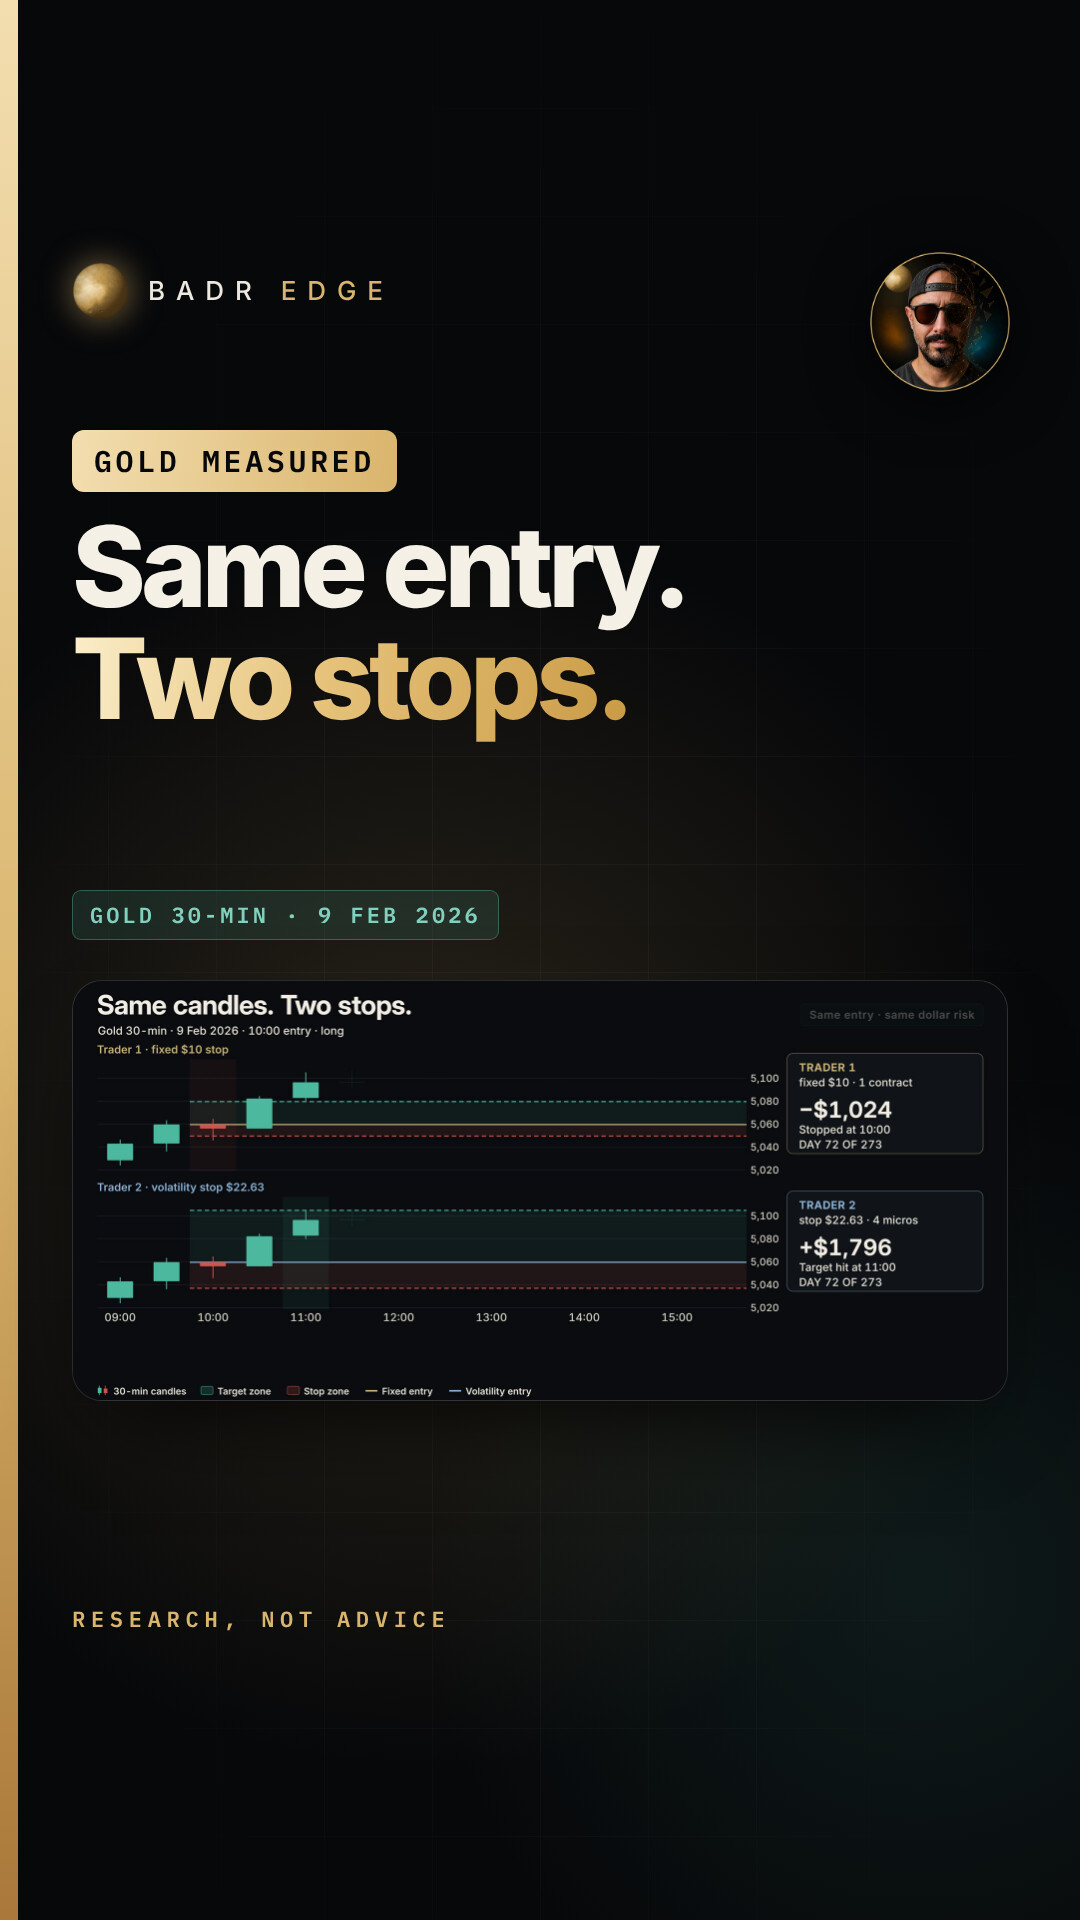 BADR EDGE
GOLD MEASURED
Same entry.
Two stops.
GOLD 30-MIN · 9 FEB 2026
Same candles. Two stops.
Same entry · same dollar risk
Gold 30-min · 9 Feb 2026 · 10:00 entry · long
Trader 1 · fixed $10 stop
5,100
5,080
5,060
5,040
5,020
TRADER 1
fixed $10 · 1 contract
−$1,024
Stopped at 10:00
DAY 72 OF 273
Trader 2 · volatility stop $22.63
5,100
5,080
5,060
5,040
5,020
TRADER 2
stop $22.63 · 4 micros
+$1,796
Target hit at 11:00
DAY 72 OF 273
09:00 10:00 11:00 12:00 13:00 14:00 15:00
30-min candles Target zone Stop zone Fixed entry Volatility entry
RESEARCH, NOT ADVICE